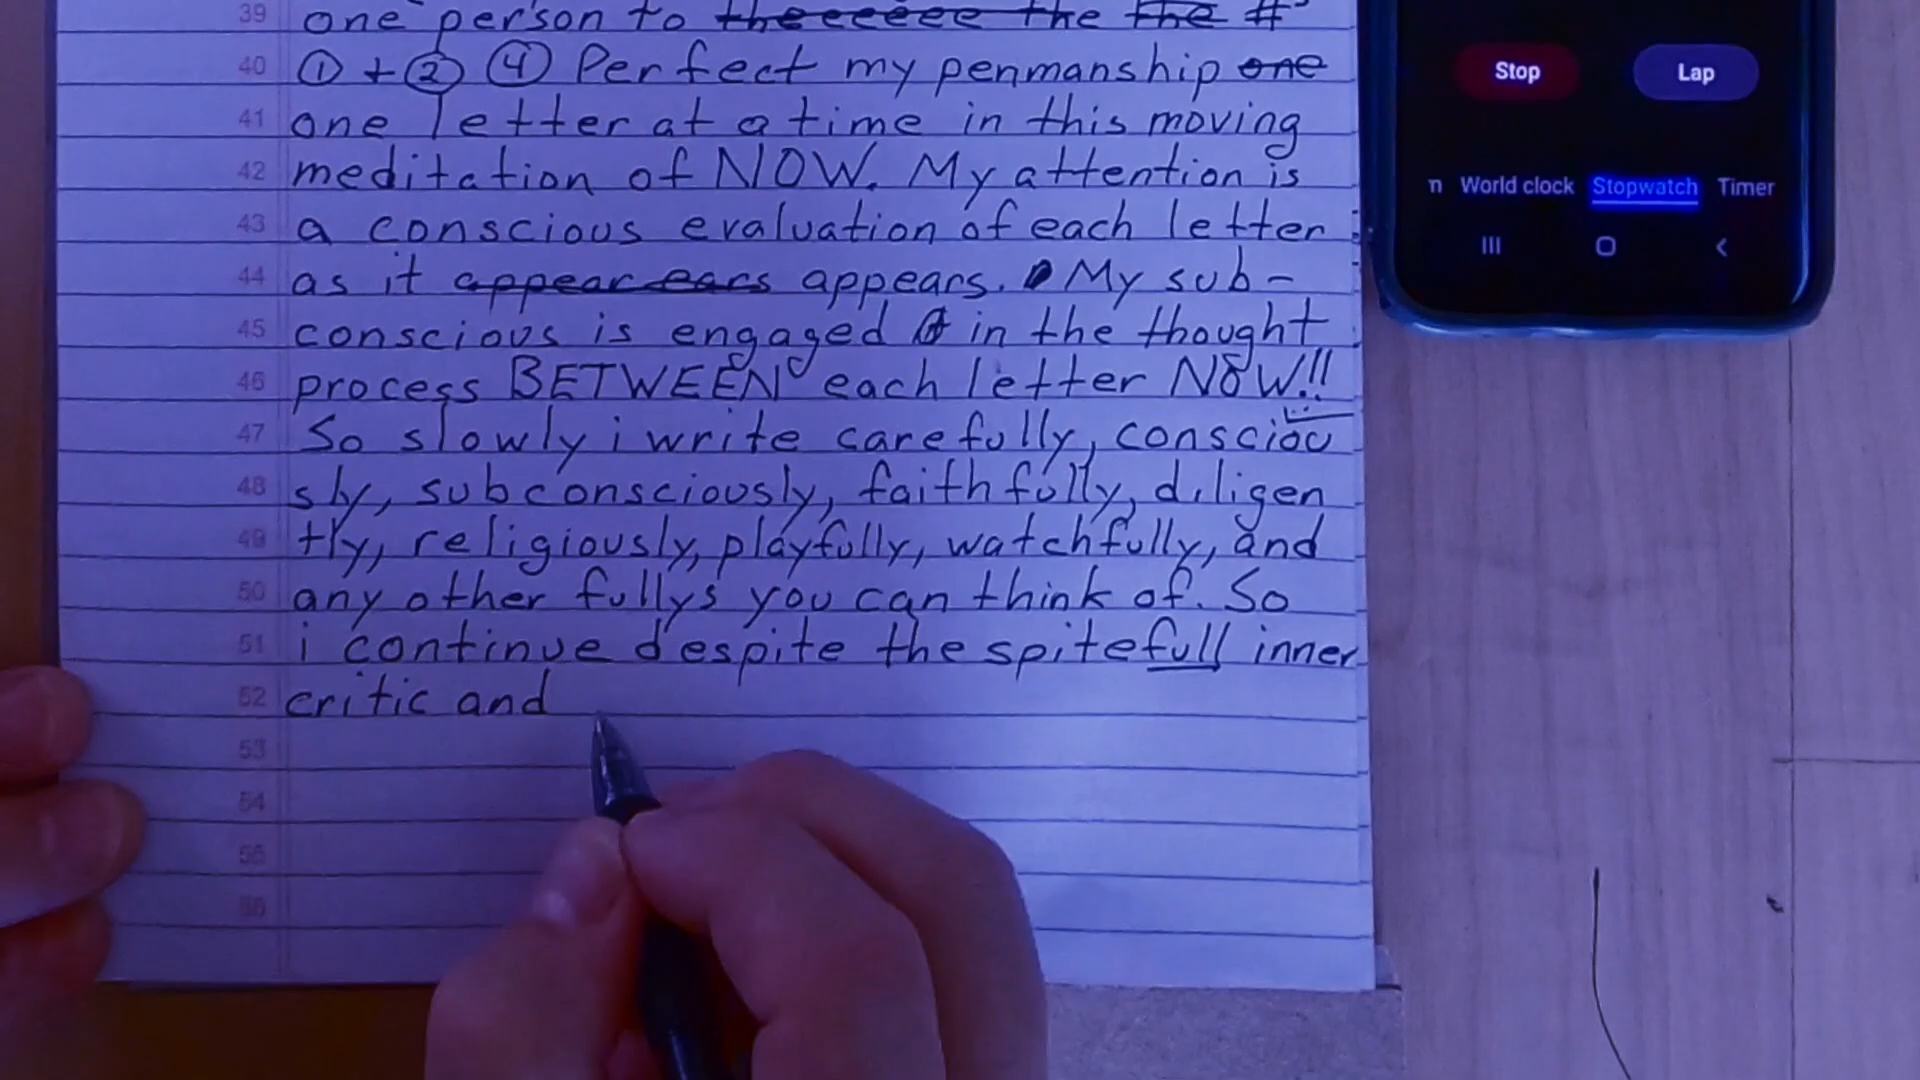 39 one person to theeeeee the the #
40 ① + ② ④ Perfect my penmanship one
41 one letter at a time in this moving
42 meditation of NOW. My attention is
43 a conscious evaluation of each letter
44 as it appear ears appears. My sub-
45 conscious is engaged in the thought
46 process BETWEEN each letter NOW!!
47 So slowly i write carefully, consciou
48 sly, subconsciously, faithfully, diligen
49 tly, religiously, playfully, watchfully, and
50 any other fullys you can think of. So
51 i continue despite the spitefull inner
52 critic and
53
54
55
56
Stop Lap
n World clock Stopwatch Timer